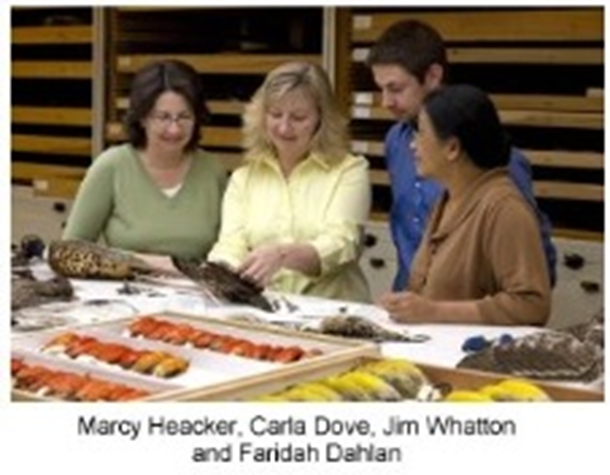 Marcy Heacker, Carla Dove, Jim Whatton
and Faridah Dahlan